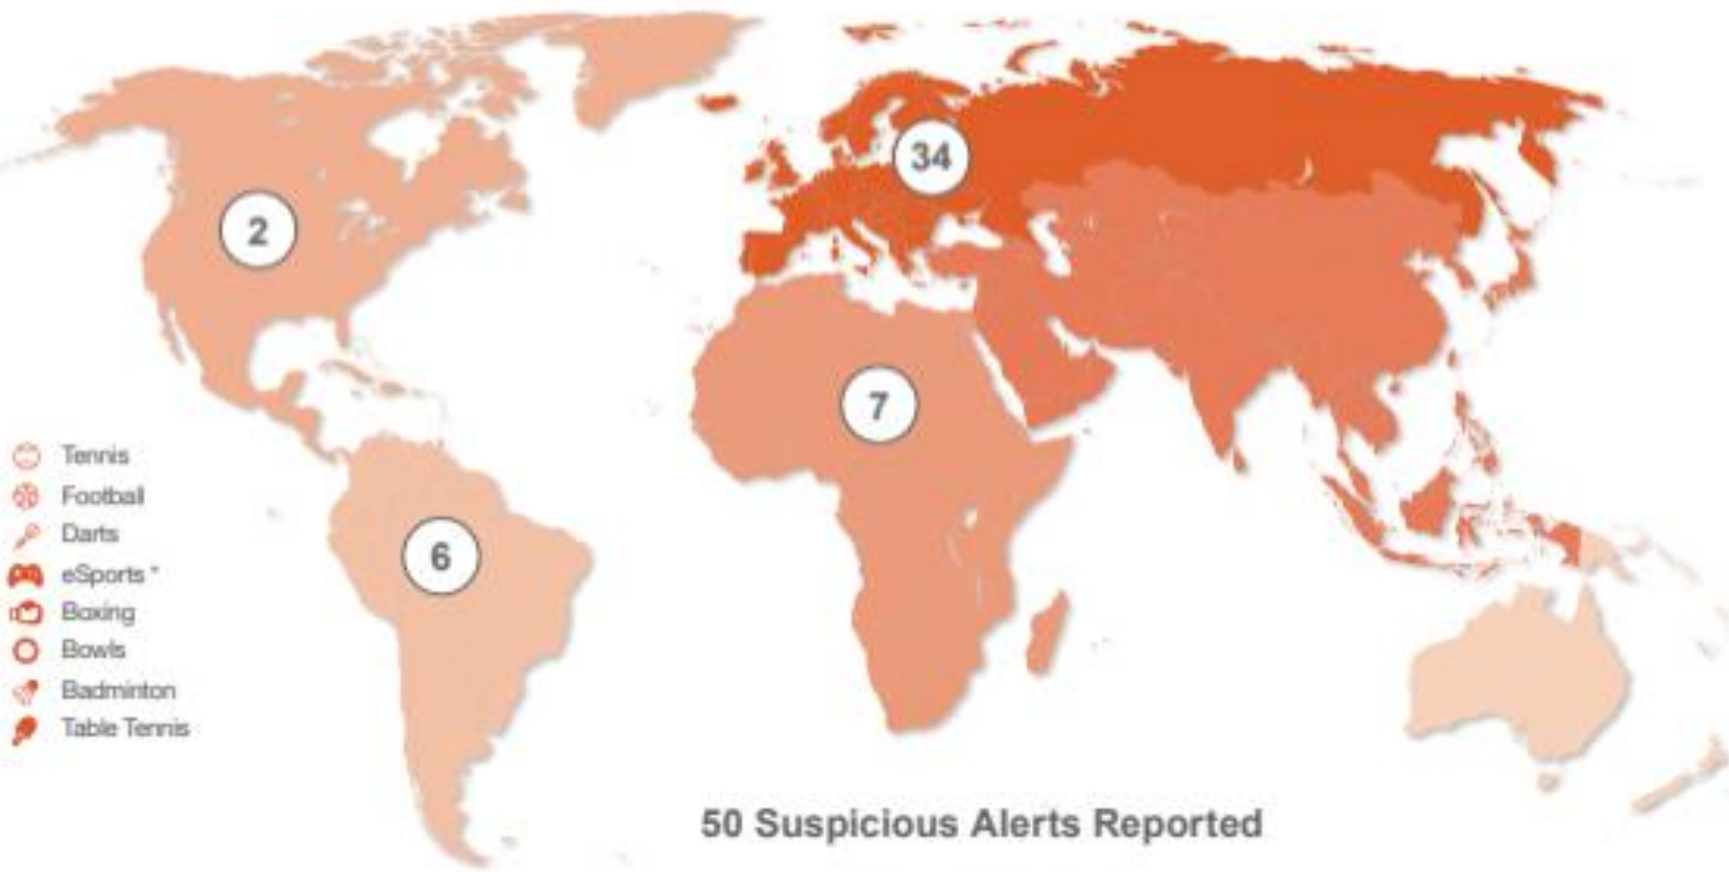 34
2
7
Tennis
Football
Darts
eSports *
Boxing
Bowls
Badminton
Table Tennis
6
50 Suspicious Alerts Reported